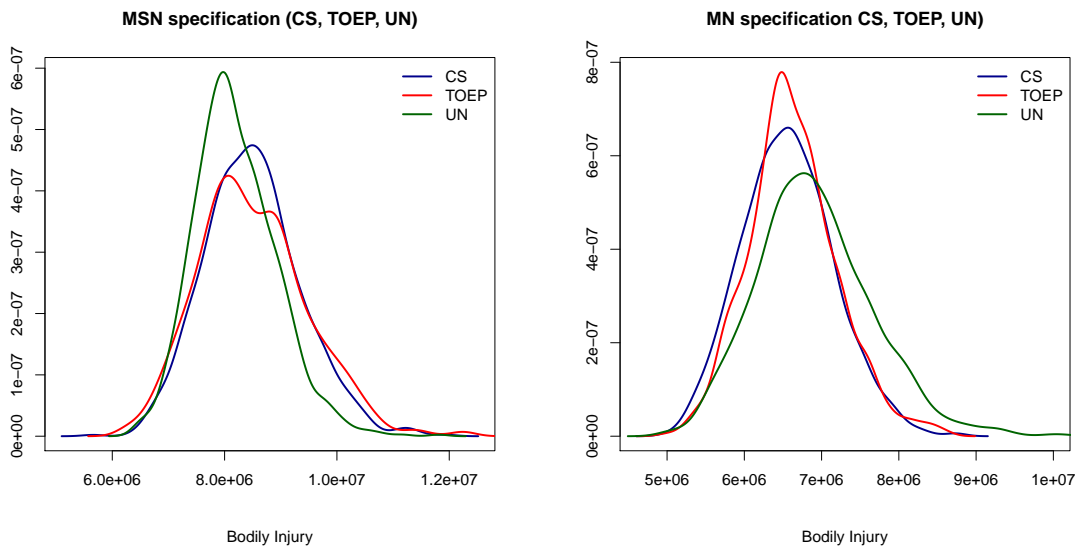 MSN specification (CS, TOEP, UN)
0e+00
1e−07
2e−07
3e−07
4e−07
5e−07
6e−07
CS
TOEP
UN
6.0e+06 8.0e+06 1.0e+07 1.2e+07
Bodily Injury
MN specification CS, TOEP, UN)
0e+00
2e−07
4e−07
6e−07
8e−07
CS
TOEP
UN
5e+06 6e+06 7e+06 8e+06 9e+06 1e+07
Bodily Injury